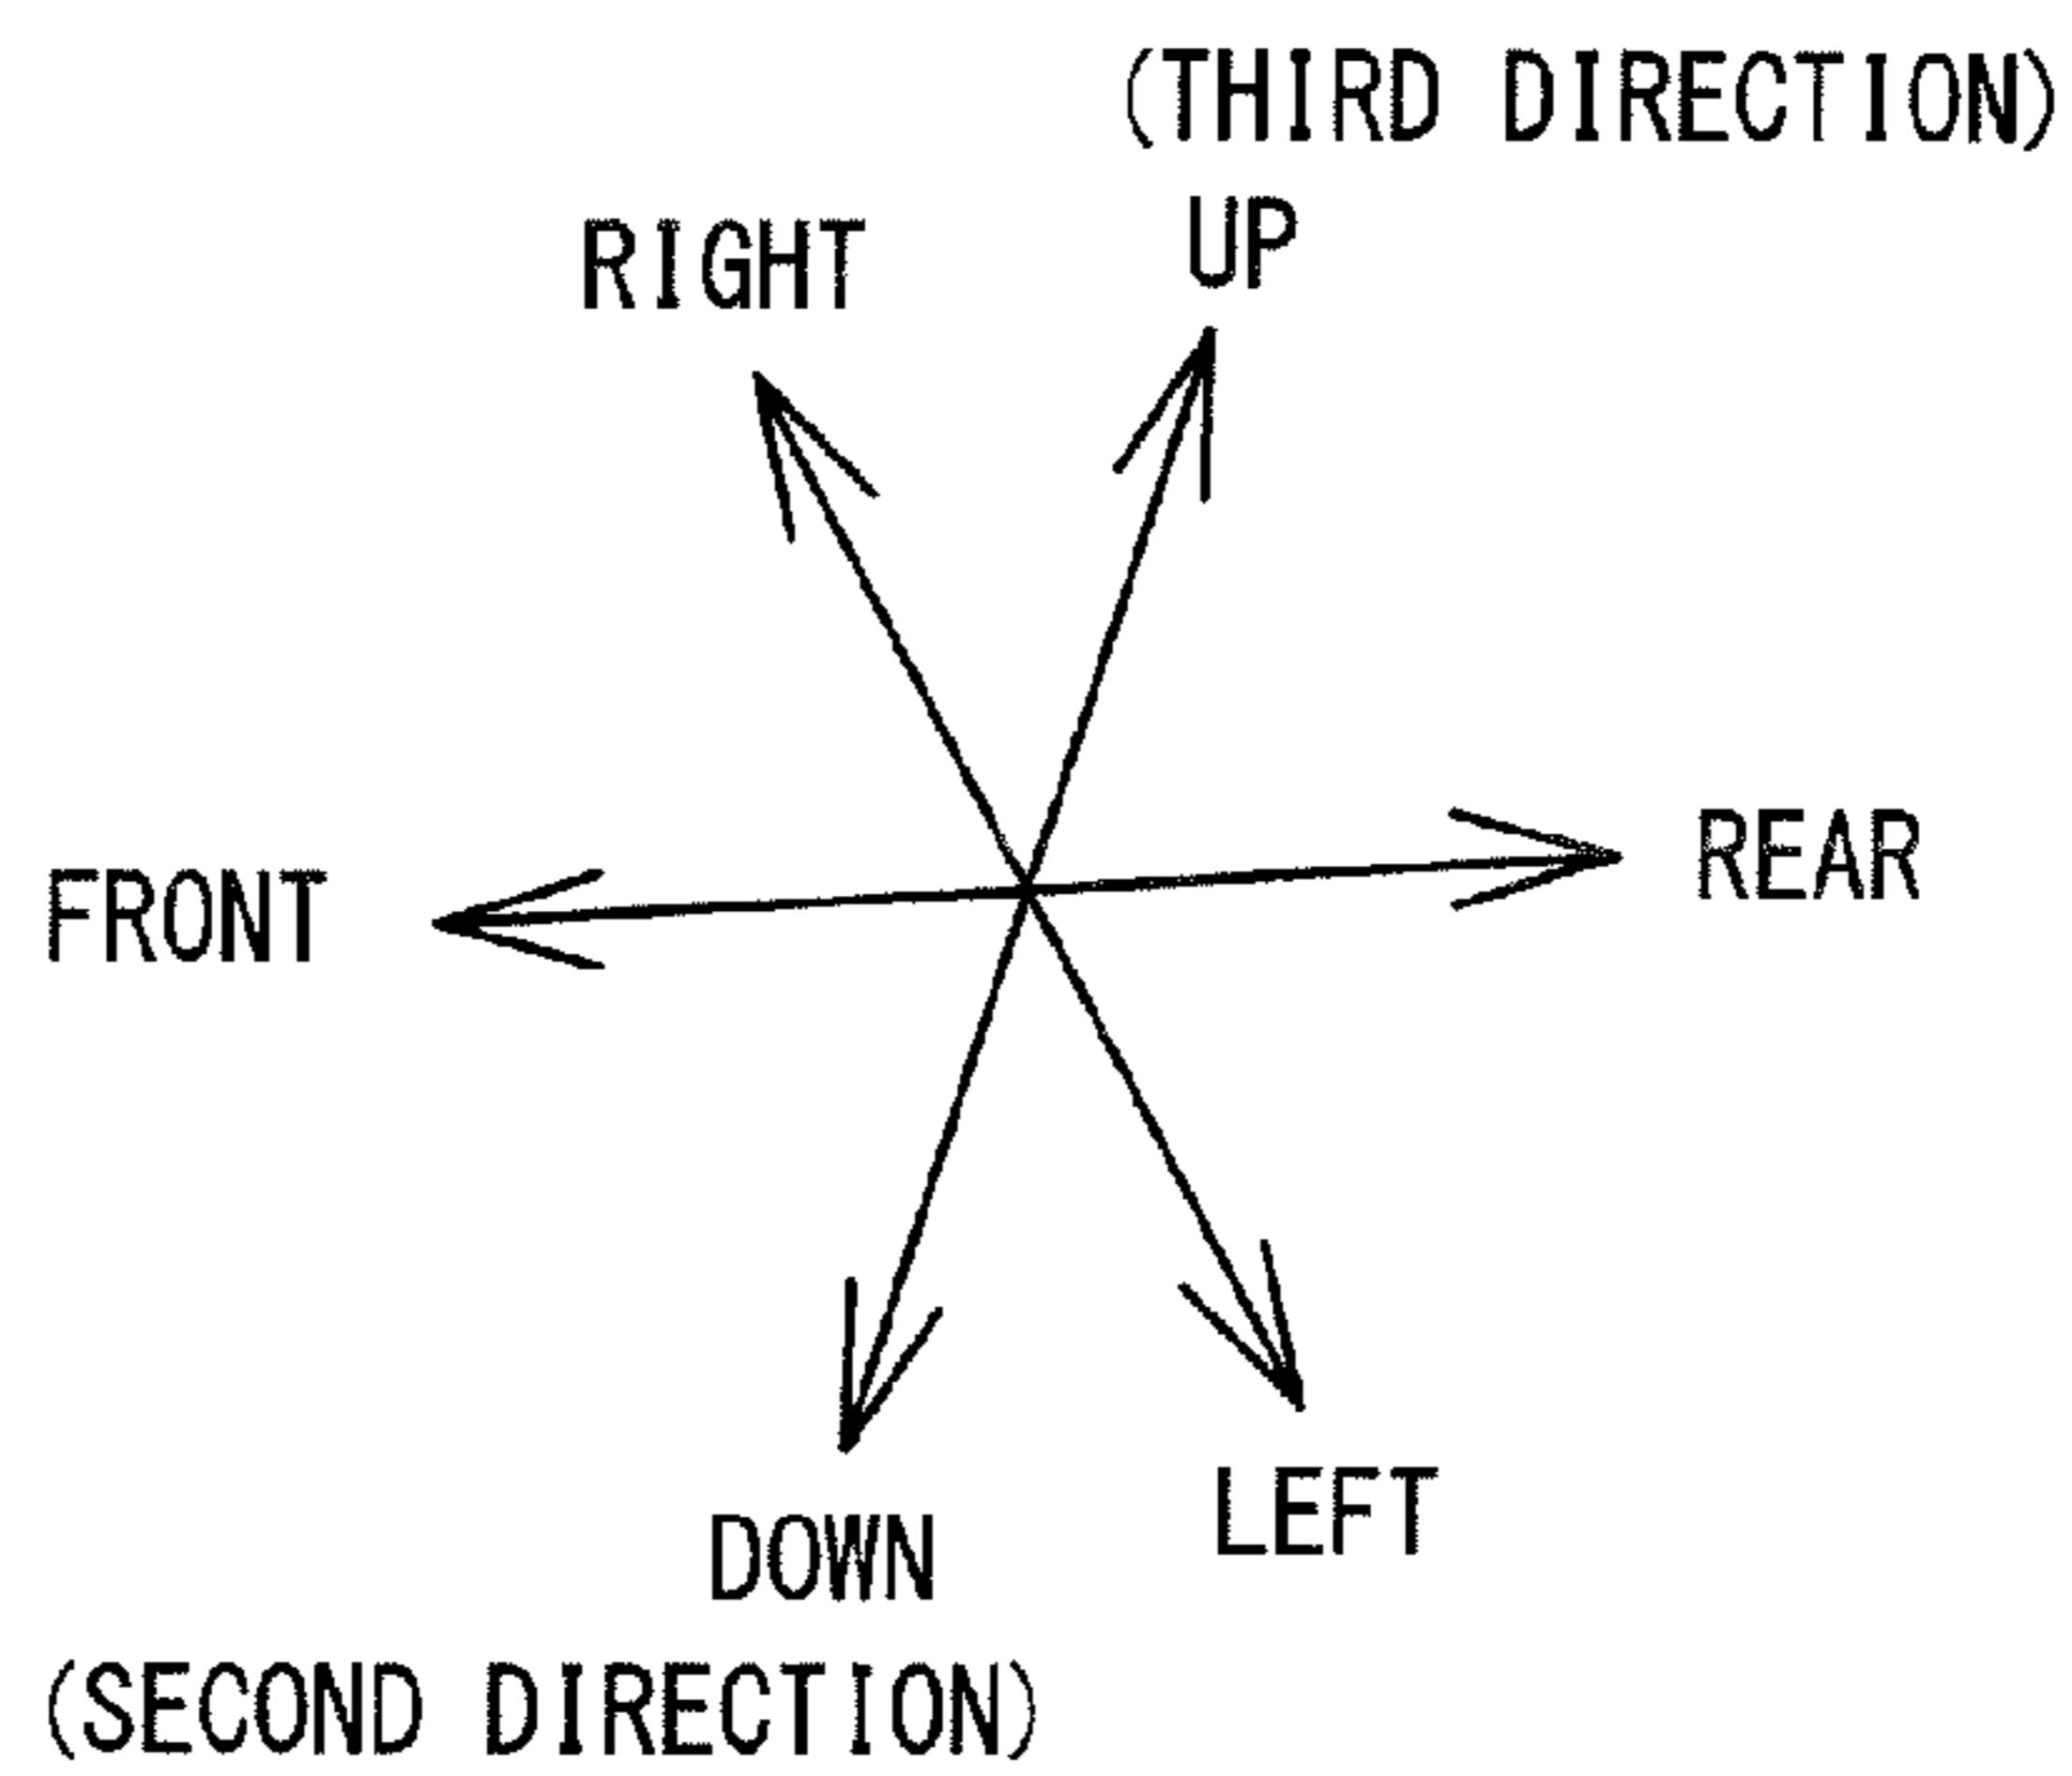 (THIRD DIRECTION)
UP
RIGHT
REAR
FRONT
LEFT
DOWN
(SECOND DIRECTION)